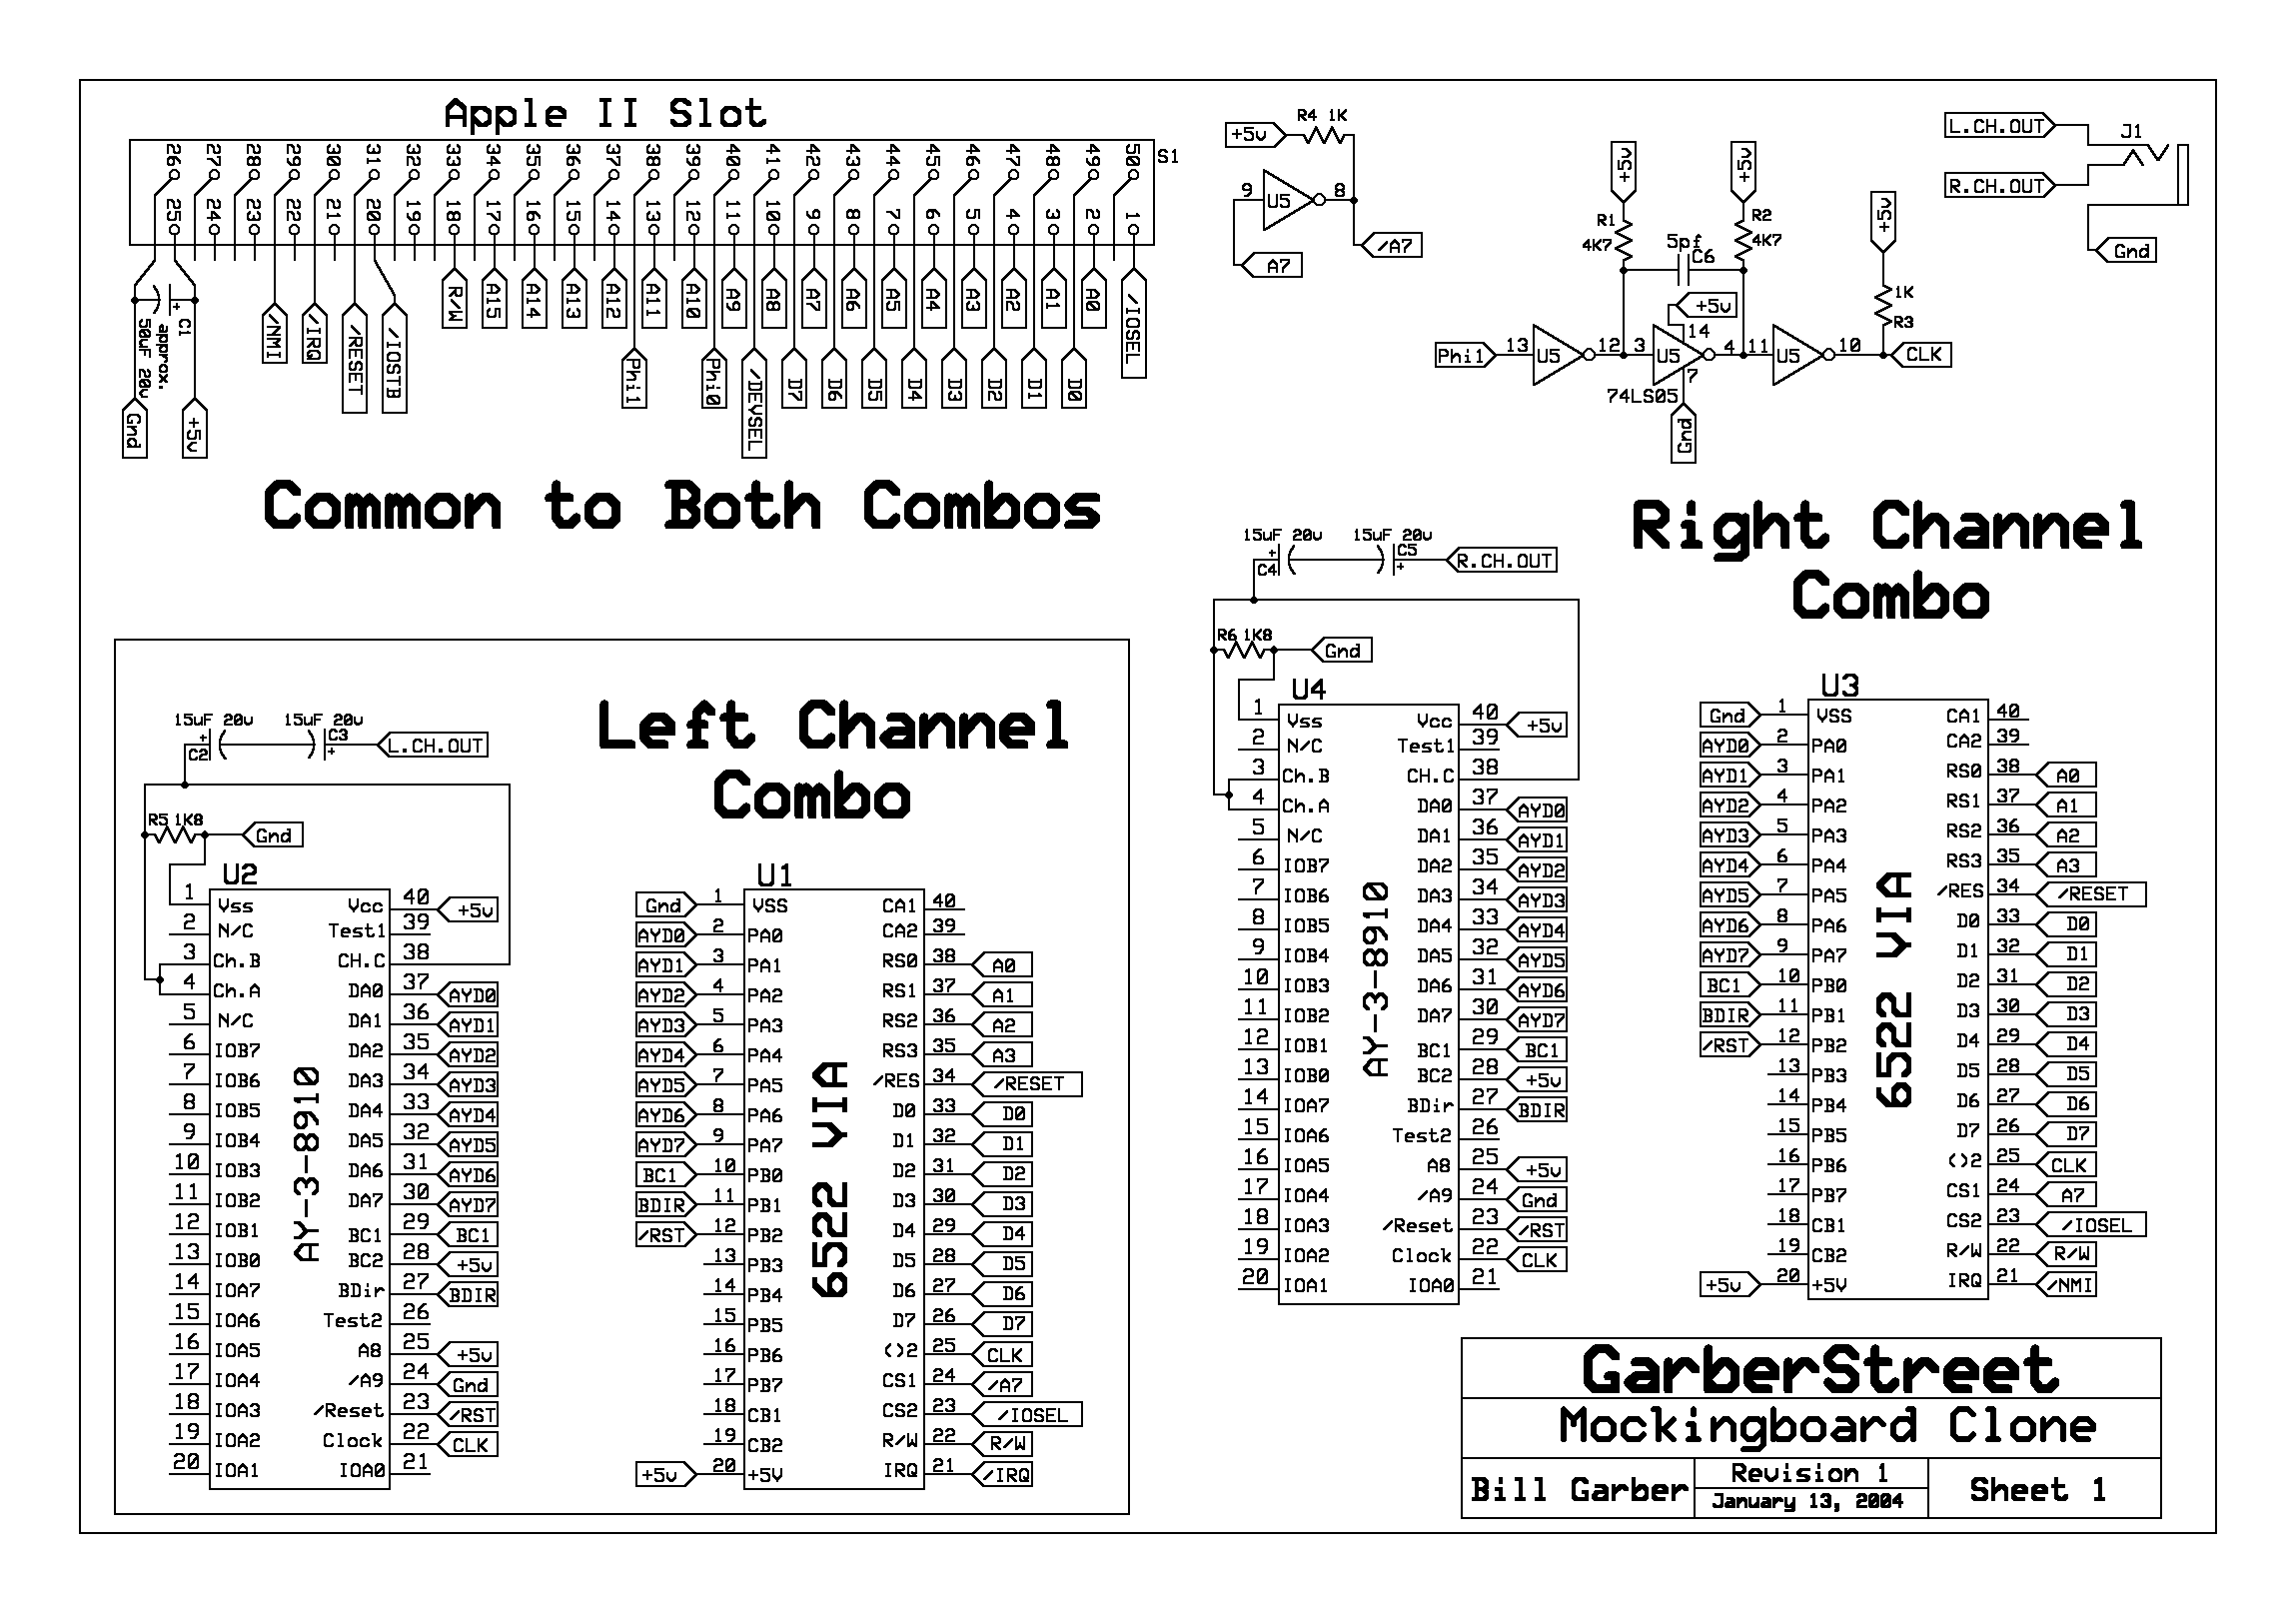 Apple II Slot
26 27 28 29 30 31 32 33 34 35 36 37 38 39 40 41 42 43 44 45 46 47 48 49 50 S1
25 24 23 22 21 20 19 18 17 16 15 14 13 12 11 10 9 8 7 6 5 4 3 2 1
R/W A15 A14 A13 A12 A11 A10 A9 A8 A7 A6 A5 A4 A3 A2 A1 A0 /IOSEL
/NMI /IRQ /RESET /IOSTB
Phi1 Phi0 /DEVSEL D7 D6 D5 D4 D3 D2 D1 D0
C1
approx.
50uF 20v
Gnd +5v
Common to Both Combos
R4 1K
+5v
9 U5 8
A7 /A7
+5v +5v +5v
R1 4K7
R2 4K7
5pf C6
1K R3
+5v
14
Phi1 13 U5 12 3 U5 4 11 U5 10 CLK
7
74LS05
Gnd
L.CH.OUT J1
R.CH.OUT
Gnd
Left Channel
Combo
15uF 20v 15uF 20v
C2 + C3 + L.CH.OUT
R5 1K8 Gnd
U2
AY-3-8910
1 Vss Vcc 40 +5v
2 N/C Test1 39
3 Ch.B CH.C 38
4 Ch.A DA0 37 AYD0
5 N/C DA1 36 AYD1
6 IOB7 DA2 35 AYD2
7 IOB6 DA3 34 AYD3
8 IOB5 DA4 33 AYD4
9 IOB4 DA5 32 AYD5
10 IOB3 DA6 31 AYD6
11 IOB2 DA7 30 AYD7
12 IOB1 BC1 29 BC1
13 IOB0 BC2 28 +5v
14 IOA7 BDir 27 BDIR
15 IOA6 Test2 26
16 IOA5 A8 25 +5v
17 IOA4 /A9 24 Gnd
18 IOA3 /Reset 23 /RST
19 IOA2 Clock 22 CLK
20 IOA1 IOA0 21
U1
6522 VIA
Gnd 1 VSS CA1 40
AYD0 2 PA0 CA2 39
AYD1 3 PA1 RS0 38 A0
AYD2 4 PA2 RS1 37 A1
AYD3 5 PA3 RS2 36 A2
AYD4 6 PA4 RS3 35 A3
AYD5 7 PA5 /RES 34 /RESET
AYD6 8 PA6 D0 33 D0
AYD7 9 PA7 D1 32 D1
BC1 10 PB0 D2 31 D2
BDIR 11 PB1 D3 30 D3
/RST 12 PB2 D4 29 D4
13 PB3 D5 28 D5
14 PB4 D6 27 D6
15 PB5 D7 26 D7
16 PB6 ()2 25 CLK
17 PB7 CS1 24 /A7
18 CB1 CS2 23 /IOSEL
19 CB2 R/W 22 R/W
+5v 20 +5V IRQ 21 /IRQ
Right Channel
Combo
15uF 20v 15uF 20v
C4 + C5 + R.CH.OUT
R6 1K8 Gnd
U4
AY-3-8910
1 Vss Vcc 40 +5v
2 N/C Test1 39
3 Ch.B CH.C 38
4 Ch.A DA0 37 AYD0
5 N/C DA1 36 AYD1
6 IOB7 DA2 35 AYD2
7 IOB6 DA3 34 AYD3
8 IOB5 DA4 33 AYD4
9 IOB4 DA5 32 AYD5
10 IOB3 DA6 31 AYD6
11 IOB2 DA7 30 AYD7
12 IOB1 BC1 29 BC1
13 IOB0 BC2 28 +5v
14 IOA7 BDir 27 BDIR
15 IOA6 Test2 26
16 IOA5 A8 25 +5v
17 IOA4 /A9 24 Gnd
18 IOA3 /Reset 23 /RST
19 IOA2 Clock 22 CLK
20 IOA1 IOA0 21
U3
6522 VIA
Gnd 1 VSS CA1 40
AYD0 2 PA0 CA2 39
AYD1 3 PA1 RS0 38 A0
AYD2 4 PA2 RS1 37 A1
AYD3 5 PA3 RS2 36 A2
AYD4 6 PA4 RS3 35 A3
AYD5 7 PA5 /RES 34 /RESET
AYD6 8 PA6 D0 33 D0
AYD7 9 PA7 D1 32 D1
BC1 10 PB0 D2 31 D2
BDIR 11 PB1 D3 30 D3
/RST 12 PB2 D4 29 D4
13 PB3 D5 28 D5
14 PB4 D6 27 D6
15 PB5 D7 26 D7
16 PB6 ()2 25 CLK
17 PB7 CS1 24 A7
18 CB1 CS2 23 /IOSEL
19 CB2 R/W 22 R/W
+5v 20 +5V IRQ 21 /NMI
GarberStreet
Mockingboard Clone
Bill Garber
Revision 1
January 13, 2004
Sheet 1